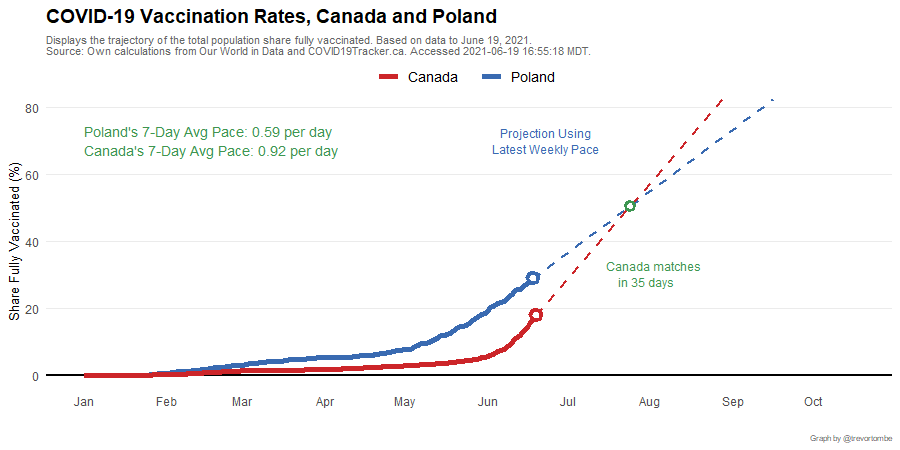 COVID-19 Vaccination Rates, Canada and Poland
Displays the trajectory of the total population share fully vaccinated. Based on data to June 19, 2021.
Source: Own calculations from Our World in Data and COVID19Tracker.ca. Accessed 2021-06-19 16:55:18 MDT.
Canada Poland
80
Poland's 7-Day Avg Pace: 0.59 per day
Canada's 7-Day Avg Pace: 0.92 per day
Projection Using
Latest Weekly Pace
60
40
20
0
Share Fully Vaccinated (%)
Canada matches
in 35 days
Jan Feb Mar Apr May Jun Jul Aug Sep Oct
Graph by @trevortombe